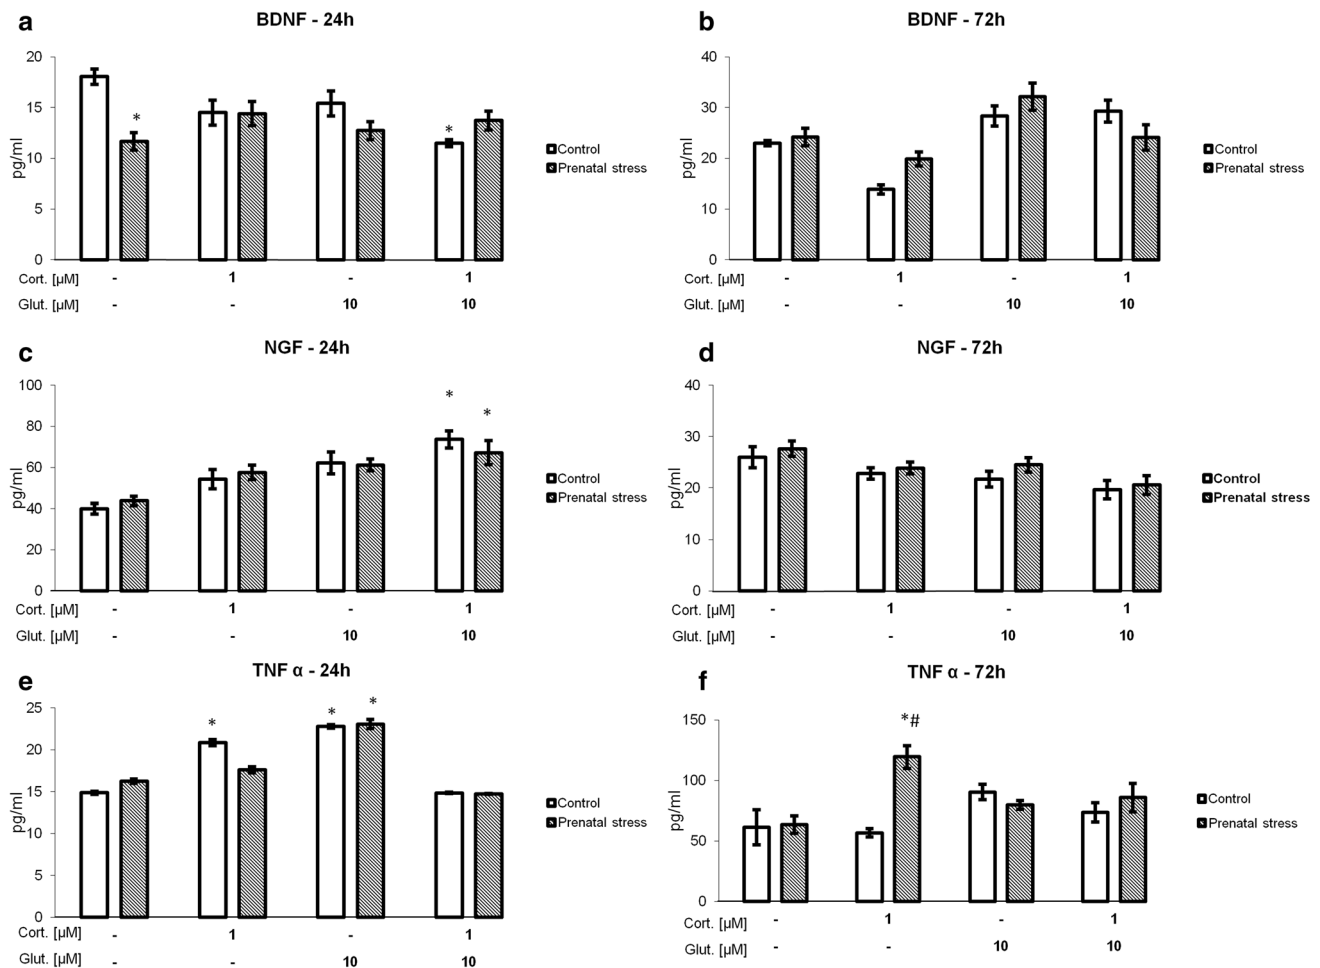 a
BDNF - 24h
20
15
10
5
0
pg/ml
*
*
Control
Prenatal stress
Cort. [µM] - 1 - 1
Glut. [µM] - - 10 10
b
BDNF - 72h
40
30
20
10
0
pg/ml
Control
Prenatal stress
Cort. [µM] - 1 - 1
Glut. [µM] - - 10 10
c
NGF - 24h
100
80
60
40
20
0
pg/ml
*
*
Control
Prenatal stress
Cort. [µM] - 1 - 1
Glut. [µM] - - 10 10
d
NGF - 72h
40
30
20
10
0
pg/ml
Control
Prenatal stress
Cort. [µM] - 1 - 1
Glut. [µM] - - 10 10
e
TNF α - 24h
25
20
15
10
5
0
pg/ml
*
*
*
Control
Prenatal stress
Cort. [µM] - 1 - 1
Glut. [µM] - - 10 10
f
TNF α - 72h
150
100
50
0
pg/ml
*#
Control
Prenatal stress
Cort. [µM] - 1 - 1
Glut. [µM] - - 10 10